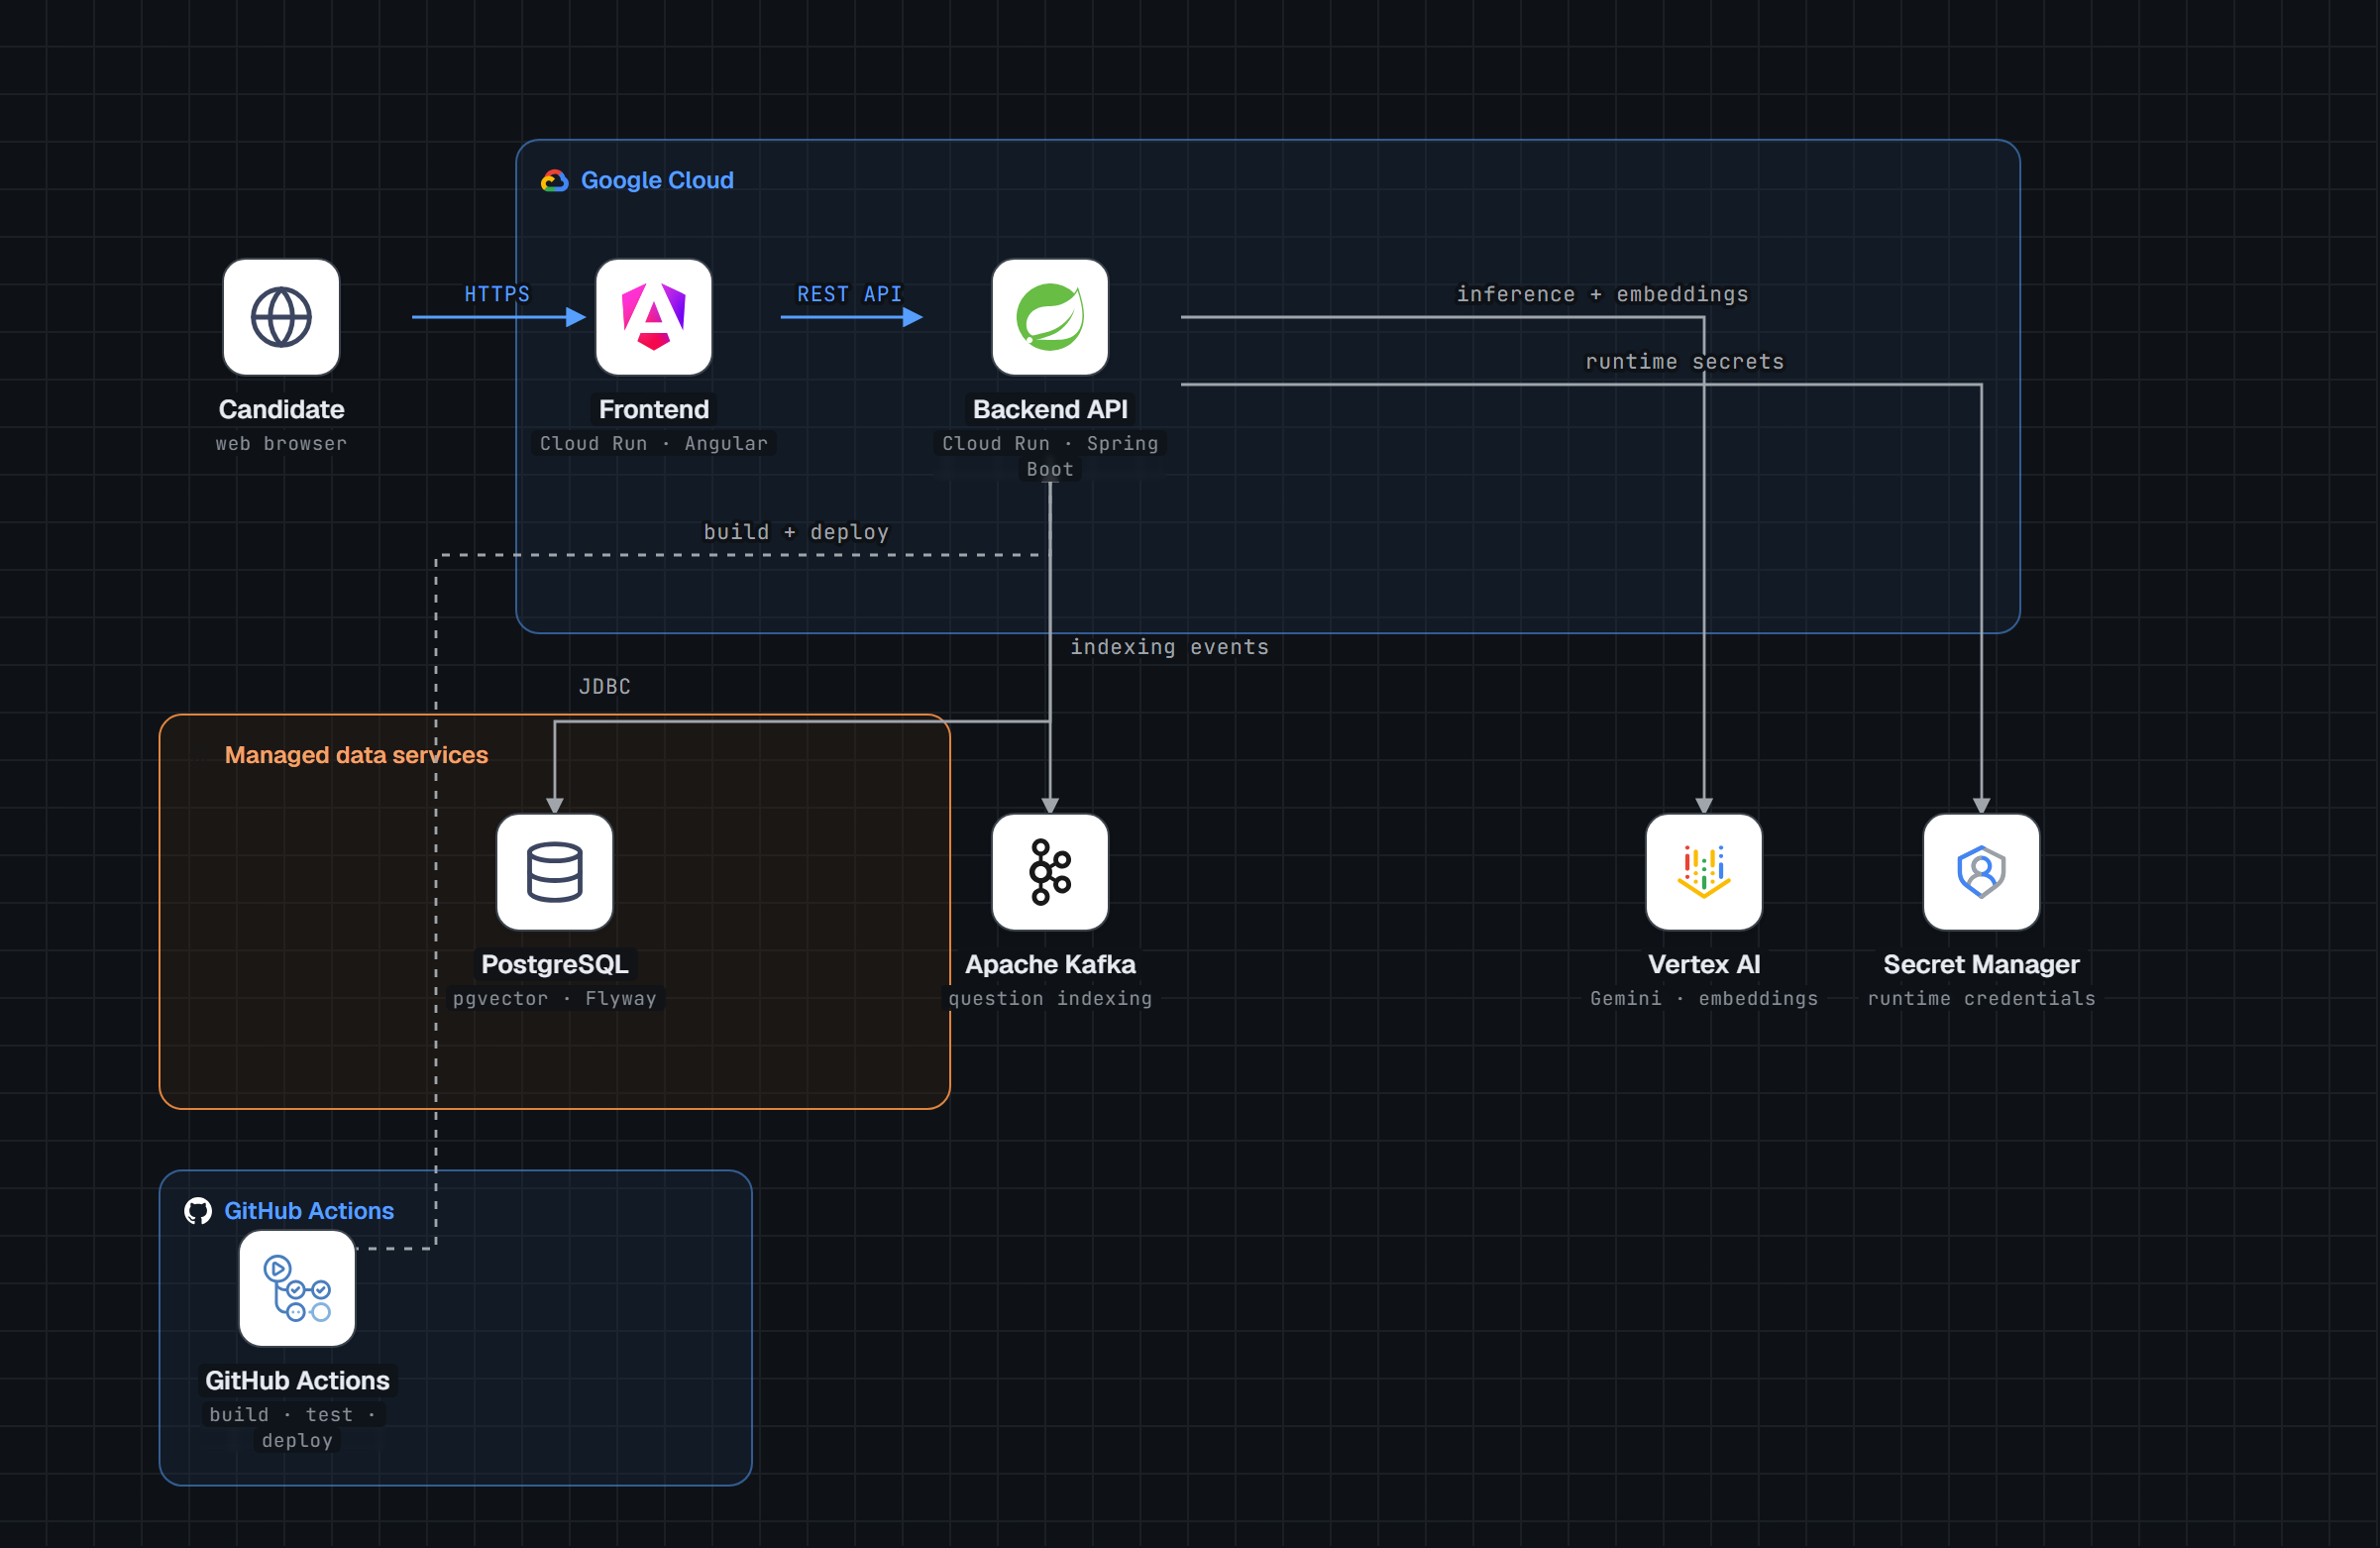 Google Cloud
HTTPS
REST API
inference + embeddings
runtime secrets
Candidate
web browser
Frontend
Cloud Run · Angular
Backend API
Cloud Run · Spring
Boot
build + deploy
indexing events
JDBC
Managed data services
PostgreSQL
pgvector · Flyway
Apache Kafka
question indexing
Vertex AI
Gemini · embeddings
Secret Manager
runtime credentials
GitHub Actions
GitHub Actions
build · test ·
deploy